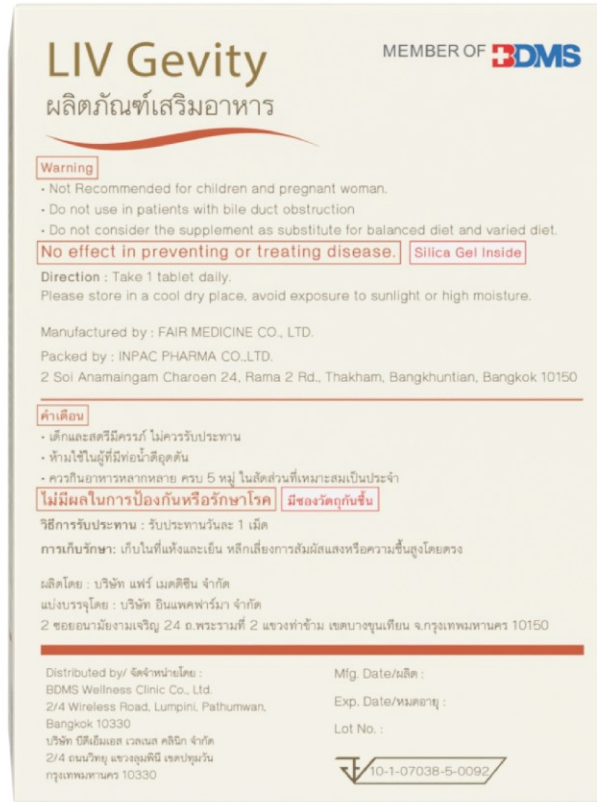 LIV Gevity
MEMBER OF BDMS
ผลิตภัณฑ์เสริมอาหาร
Warning
- Not Recommended for children and pregnant woman.
- Do not use in patients with bile duct obstruction
- Do not consider the supplement as substitute for balanced diet and varied diet.
No effect in preventing or treating disease. Silica Gel Inside
Direction : Take 1 tablet daily.
Please store in a cool dry place, avoid exposure to sunlight or high moisture.
Manufactured by : FAIR MEDICINE CO., LTD.
Packed by : INPAC PHARMA CO.,LTD.
2 Soi Anamaingam Charoen 24, Rama 2 Rd., Thakham, Bangkhuntian, Bangkok 10150
คำเตือน
- เด็กและสตรีมีครรภ์ ไม่ควรรับประทาน
- ห้ามใช้ในผู้ที่มีท่อน้ำดีอุดตัน
- ควรกินอาหารหลากหลาย ครบ 5 หมู่ ในสัดส่วนที่เหมาะสมเป็นประจำ
ไม่มีผลในการป้องกันหรือรักษาโรค มีซองวัตถุกันชื้น
วิธีการรับประทาน : รับประทานวันละ 1 เม็ด
การเก็บรักษา: เก็บในที่แห้งและเย็น หลีกเลี่ยงการสัมผัสแสงหรือความชื้นสูงโดยตรง
ผลิตโดย : บริษัท แฟร์ เมดดิซีน จำกัด
แบ่งบรรจุโดย : บริษัท อินแพคฟาร์มา จำกัด
2 ซอยอนามัยงามเจริญ 24 ถ.พระรามที่ 2 แขวงท่าข้าม เขตบางขุนเทียน จ.กรุงเทพมหานคร 10150
Distributed by/ จัดจำหน่ายโดย :
BDMS Wellness Clinic Co., Ltd.
2/4 Wireless Road, Lumpini, Pathumwan,
Bangkok 10330
บริษัท บีดีเอ็มเอส เวลเนส คลินิก จำกัด
2/4 ถนนวิทยุ แขวงลุมพินี เขตปทุมวัน
กรุงเทพมหานคร 10330
Mfg. Date/ผลิต :
Exp. Date/หมดอายุ :
Lot No. :
10-1-07038-5-0092